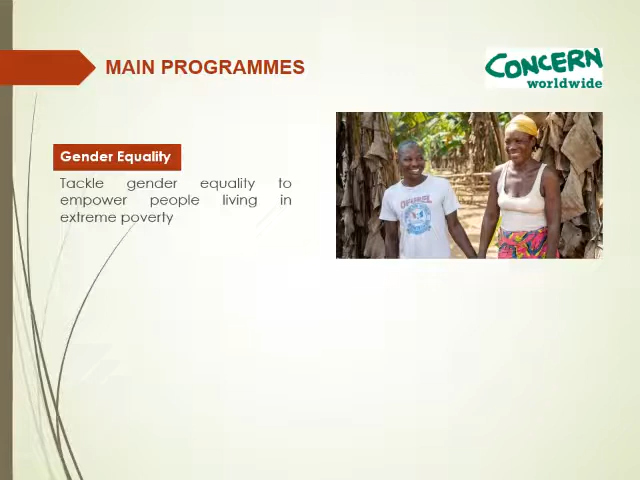 MAIN PROGRAMMES
CONCERN
worldwide
Gender Equality
Tackle gender equality to
empower people living in
extreme poverty